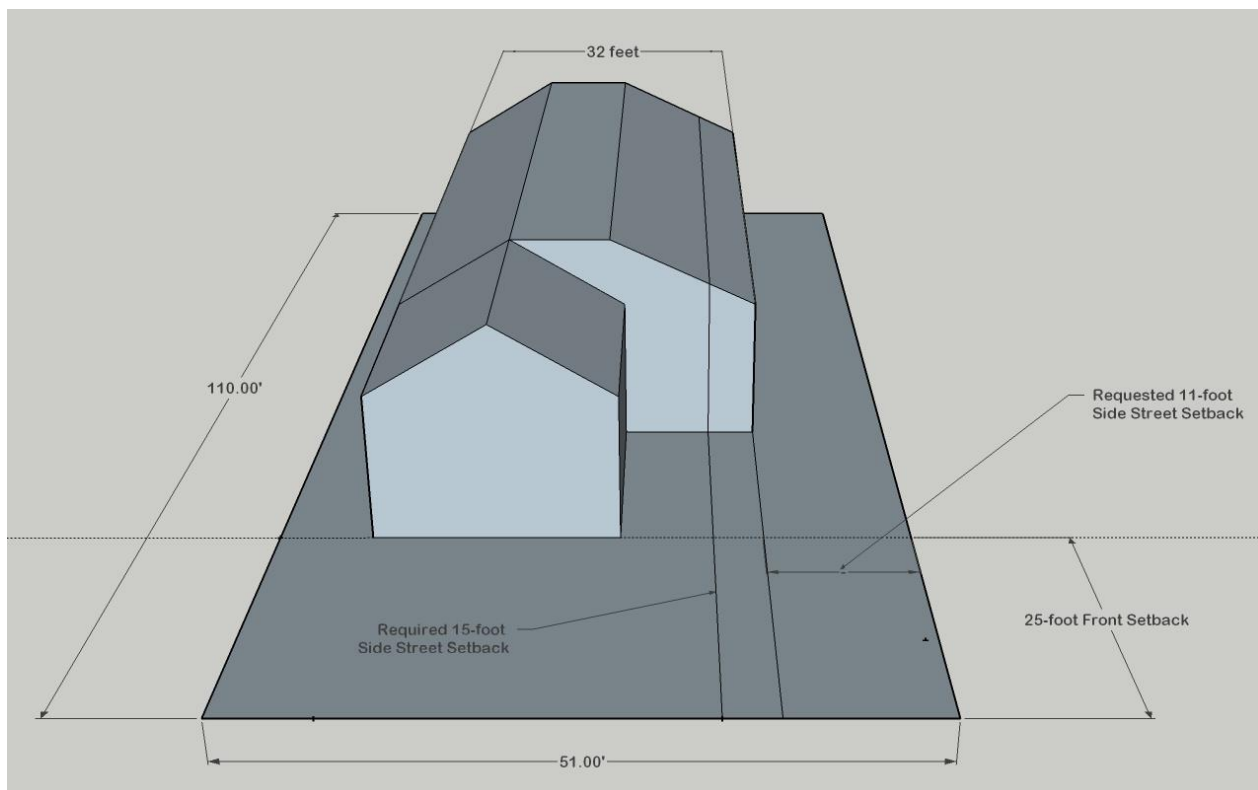 32 feet
110.00'
Requested 11-foot
Side Street Setback
25-foot Front Setback
Required 15-foot
Side Street Setback
51.00'